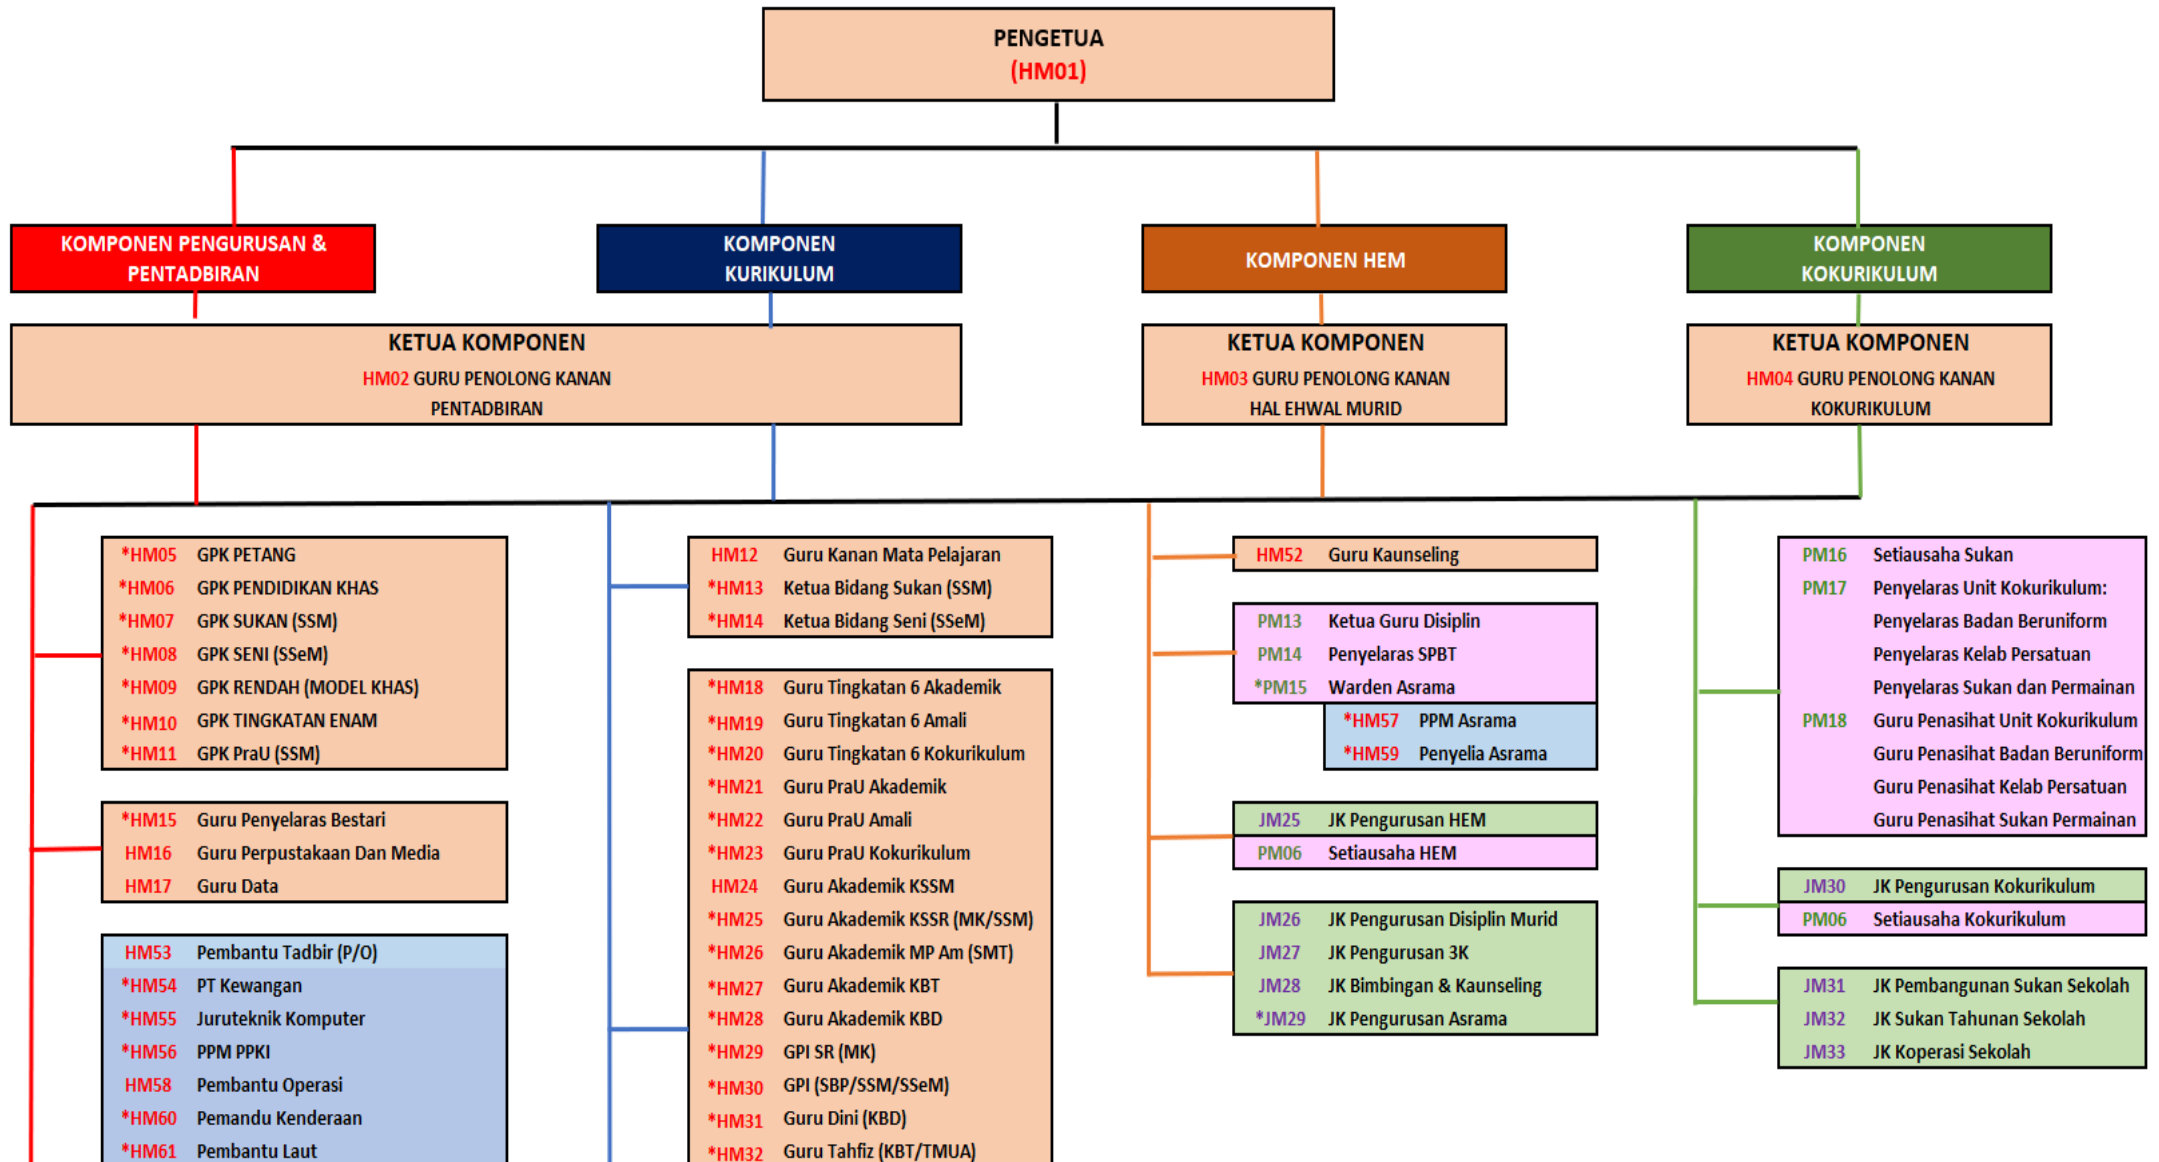 PENGETUA
(HM01)
KOMPONEN PENGURUSAN &
PENTADBIRAN
KOMPONEN
KURIKULUM
KOMPONEN HEM
KOMPONEN
KOKURIKULUM
KETUA KOMPONEN
HM02 GURU PENOLONG KANAN
PENTADBIRAN
KETUA KOMPONEN
HM03 GURU PENOLONG KANAN
HAL EHWAL MURID
KETUA KOMPONEN
HM04 GURU PENOLONG KANAN
KOKURIKULUM
*HM05 GPK PETANG
*HM06 GPK PENDIDIKAN KHAS
*HM07 GPK SUKAN (SSM)
*HM08 GPK SENI (SSeM)
*HM09 GPK RENDAH (MODEL KHAS)
*HM10 GPK TINGKATAN ENAM
*HM11 GPK PraU (SSM)
*HM15 Guru Penyelaras Bestari
HM16 Guru Perpustakaan Dan Media
HM17 Guru Data
HM53 Pembantu Tadbir (P/O)
*HM54 PT Kewangan
*HM55 Juruteknik Komputer
*HM56 PPM PPKI
HM58 Pembantu Operasi
*HM60 Pemandu Kenderaan
*HM61 Pembantu Laut
HM12 Guru Kanan Mata Pelajaran
*HM13 Ketua Bidang Sukan (SSM)
*HM14 Ketua Bidang Seni (SSeM)
*HM18 Guru Tingkatan 6 Akademik
*HM19 Guru Tingkatan 6 Amali
*HM20 Guru Tingkatan 6 Kokurikulum
*HM21 Guru PraU Akademik
*HM22 Guru PraU Amali
*HM23 Guru PraU Kokurikulum
HM24 Guru Akademik KSSM
*HM25 Guru Akademik KSSR (MK/SSM)
*HM26 Guru Akademik MP Am (SMT)
*HM27 Guru Akademik KBT
*HM28 Guru Akademik KBD
*HM29 GPI SR (MK)
*HM30 GPI (SBP/SSM/SSeM)
*HM31 Guru Dini (KBD)
*HM32 Guru Tahfiz (KBT/TMUA)
HM52 Guru Kaunseling
PM13 Ketua Guru Disiplin
PM14 Penyelaras SPBT
*PM15 Warden Asrama
*HM57 PPM Asrama
*HM59 Penyelia Asrama
JM25 JK Pengurusan HEM
PM06 Setiausaha HEM
JM26 JK Pengurusan Disiplin Murid
JM27 JK Pengurusan 3K
JM28 JK Bimbingan & Kaunseling
*JM29 JK Pengurusan Asrama
PM16 Setiausaha Sukan
PM17 Penyelaras Unit Kokurikulum:
Penyelaras Badan Beruniform
Penyelaras Kelab Persatuan
Penyelaras Sukan dan Permainan
PM18 Guru Penasihat Unit Kokurikulum
Guru Penasihat Badan Beruniform
Guru Penasihat Kelab Persatuan
Guru Penasihat Sukan Permainan
JM30 JK Pengurusan Kokurikulum
PM06 Setiausaha Kokurikulum
JM31 JK Pembangunan Sukan Sekolah
JM32 JK Sukan Tahunan Sekolah
JM33 JK Koperasi Sekolah